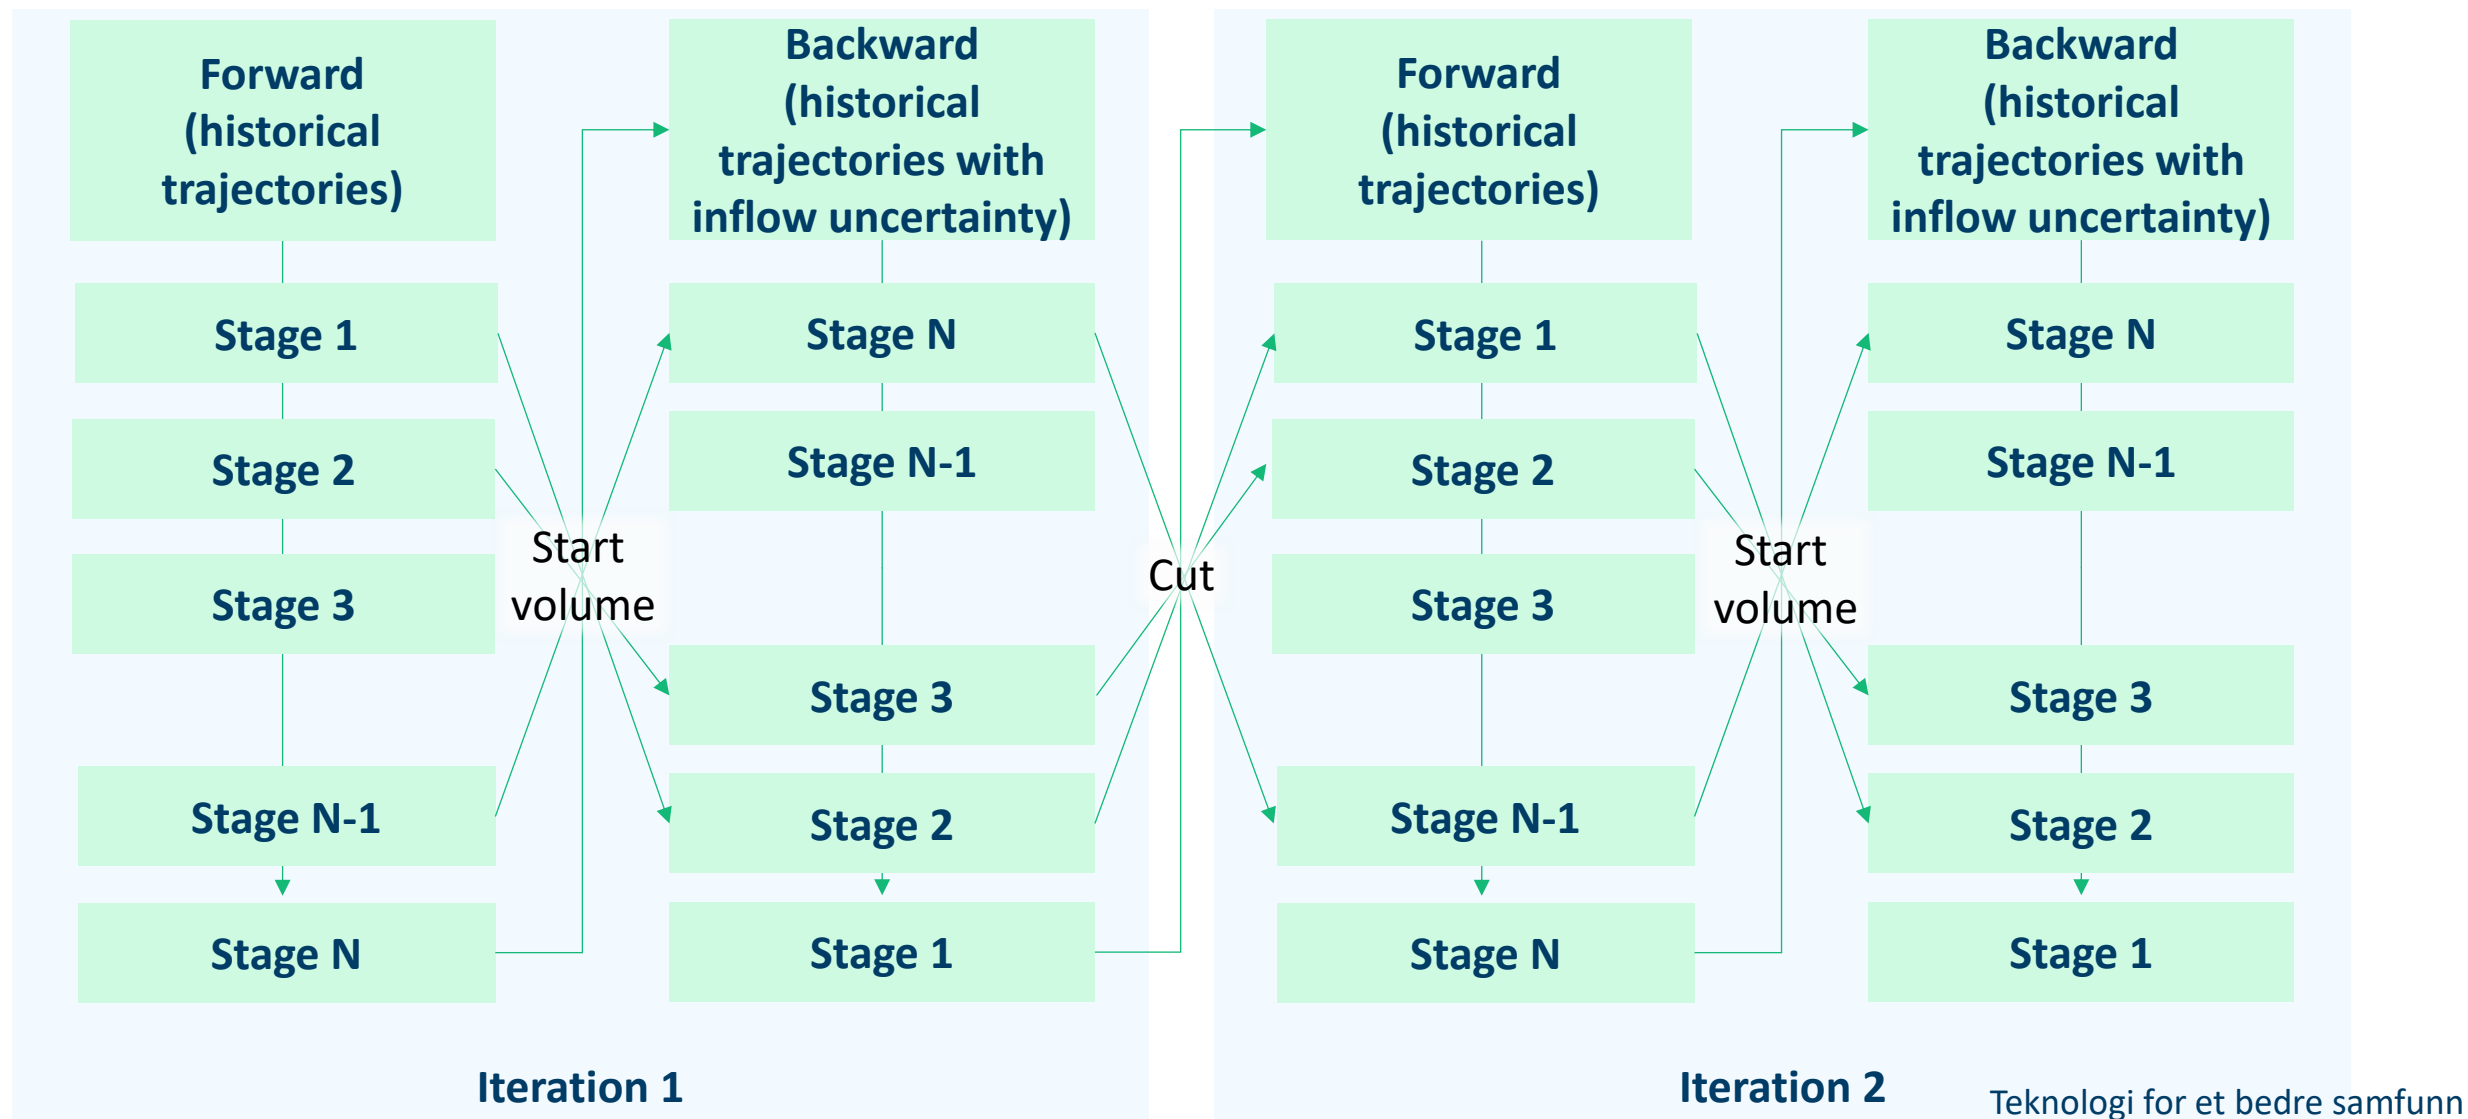 Forward
(historical
trajectories)
Stage 1
Stage 2
Stage 3
Stage N-1
Stage N
Start
volume
Backward
(historical
trajectories with
inflow uncertainty)
Stage N
Stage N-1
Stage 3
Stage 2
Stage 1
Iteration 1
Cut
Forward
(historical
trajectories)
Stage 1
Stage 2
Stage 3
Stage N-1
Stage N
Start
volume
Backward
(historical
trajectories with
inflow uncertainty)
Stage N
Stage N-1
Stage 3
Stage 2
Stage 1
Iteration 2
Teknologi for et bedre samfunn